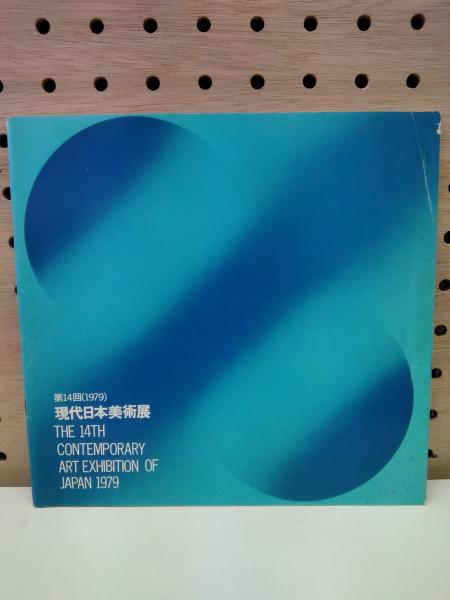 第14回(1979)
現代日本美術展
THE 14TH
CONTEMPORARY
ART EXHIBITION OF
JAPAN 1979